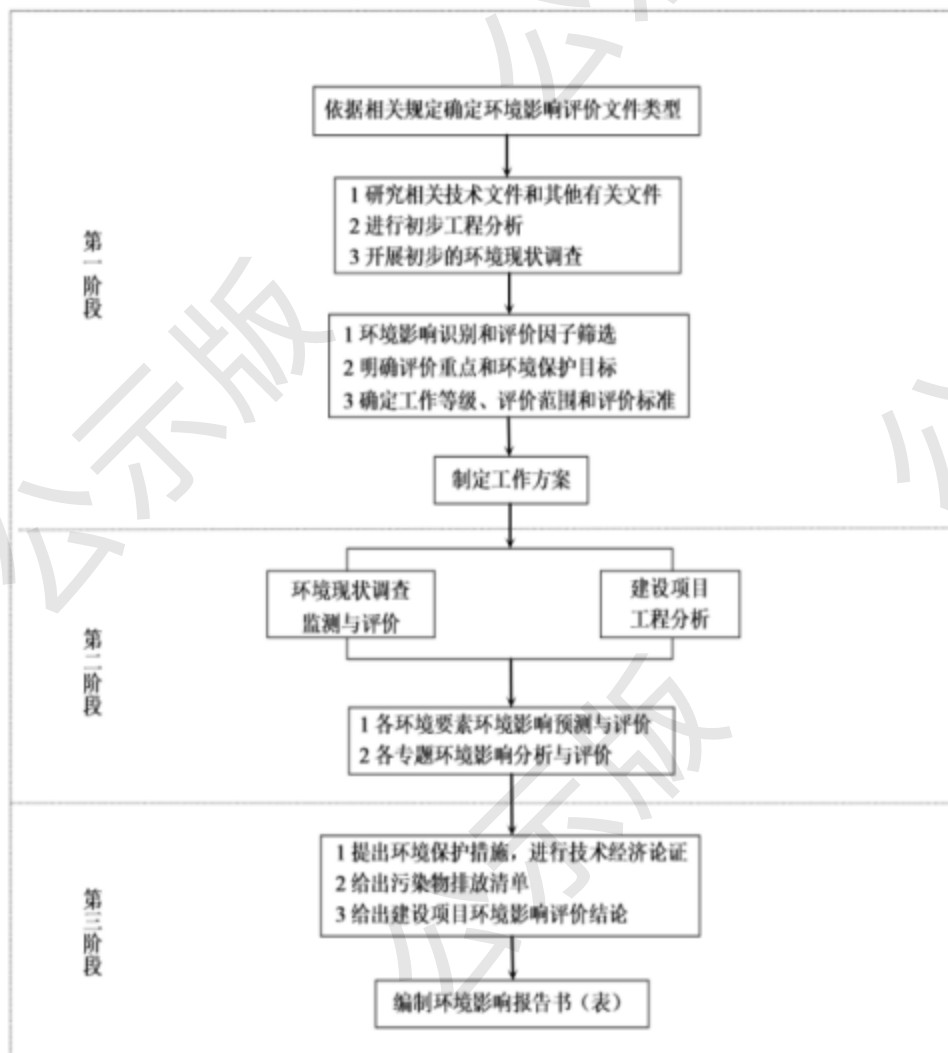 依据相关规定确定环境影响评价文件类型
1 研究相关技术文件和其他有关文件
2 进行初步工程分析
3 开展初步的环境现状调查
第一阶段
1 环境影响识别和评价因子筛选
2 明确评价重点和环境保护目标
3 确定工作等级、评价范围和评价标准
制定工作方案
环境现状调查
监测与评价
建设项目
工程分析
第二阶段
1 各环境要素环境影响预测与评价
2 各专题环境影响分析与评价
1 提出环境保护措施，进行技术经济论证
2 给出污染物排放清单
3 给出建设项目环境影响评价结论
第三阶段
编制环境影响报告书（表）
公示版
公示版